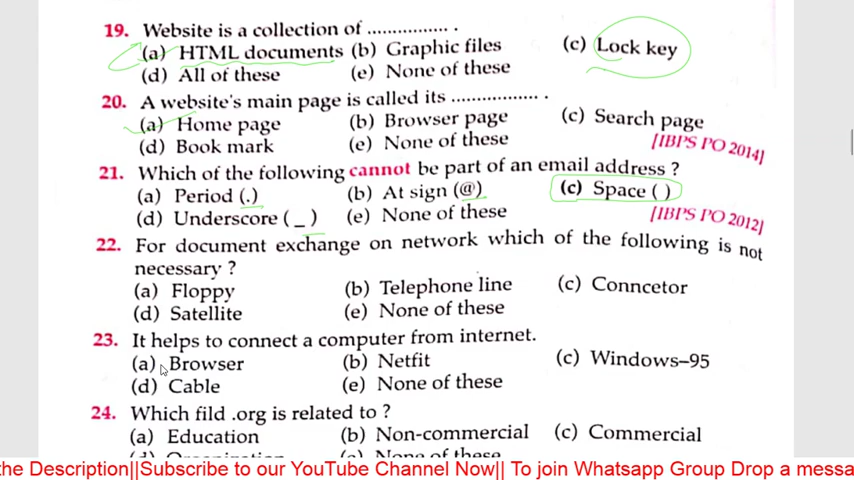 19. Website is a collection of ................ .
(a) HTML documents (b) Graphic files (c) Lock key
(d) All of these (e) None of these
20. A website's main page is called its ................. .
(a) Home page (b) Browser page (c) Search page
(d) Book mark (e) None of these [IBPS PO 2014]
21. Which of the following cannot be part of an email address ?
(a) Period (.) (b) At sign (@) (c) Space ( )
(d) Underscore ( _ ) (e) None of these [IBPS PO 2012]
22. For document exchange on network which of the following is not
necessary ?
(a) Floppy (b) Telephone line (c) Conncetor
(d) Satellite (e) None of these
23. It helps to connect a computer from internet.
(a) Browser (b) Netfit (c) Windows–95
(d) Cable (e) None of these
24. Which fild .org is related to ?
(a) Education (b) Non-commercial (c) Commercial
(d) Organization (e) None of these
the Description||Subscribe to our YouTube Channel Now|| To join Whatsapp Group Drop a messa